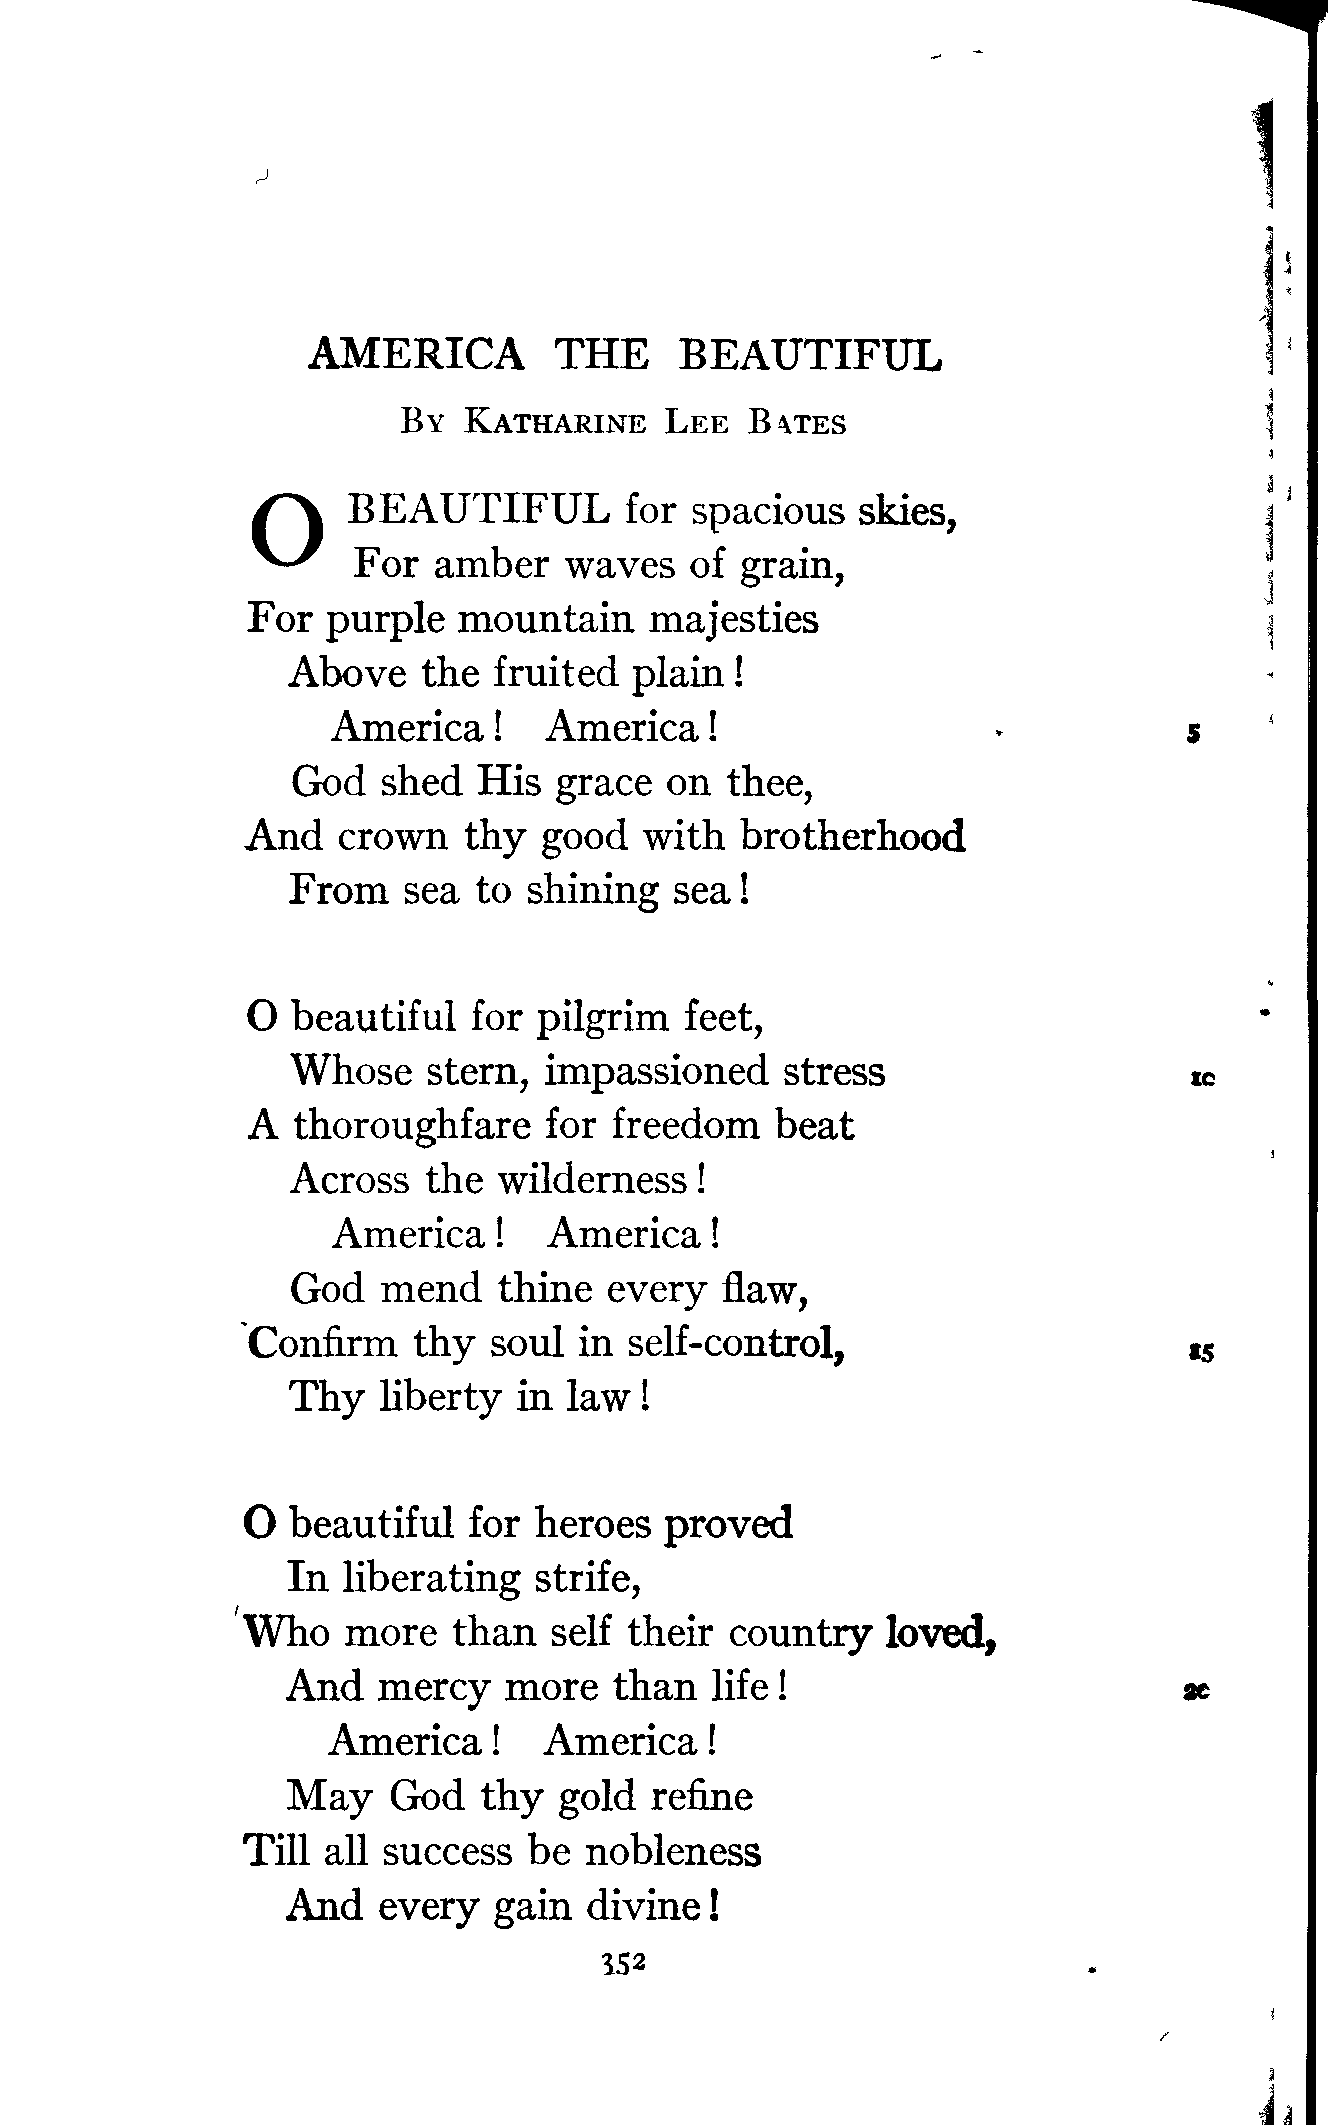 AMERICA THE BEAUTIFUL
BY KATHARINE LEE BATES
O BEAUTIFUL for spacious skies,
For amber waves of grain,
For purple mountain majesties
Above the fruited plain!
America! America! 5
God shed His grace on thee,
And crown thy good with brotherhood
From sea to shining sea!
O beautiful for pilgrim feet,
Whose stern, impassioned stress 10
A thoroughfare for freedom beat
Across the wilderness!
America! America!
God mend thine every flaw,
Confirm thy soul in self-control, 15
Thy liberty in law!
O beautiful for heroes proved
In liberating strife,
Who more than self their country loved,
And mercy more than life! 20
America! America!
May God thy gold refine
Till all success be nobleness
And every gain divine!
352